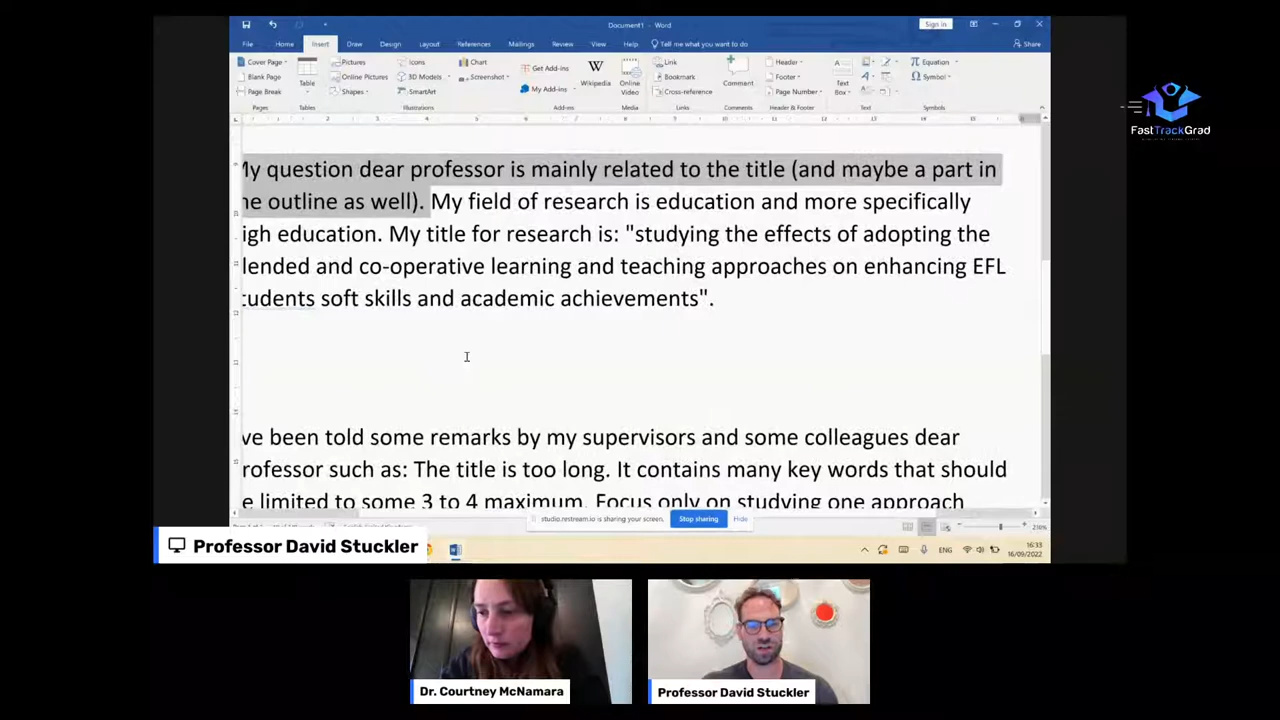 Document1 - Word
Sign in
File Home Insert Draw Design Layout References Mailings Review View Help Tell me what you want to do Share
Cover Page
Blank Page
Page Break
Pages
Table
Tables
Pictures
Online Pictures
Shapes
Icons
3D Models
SmartArt
Chart
Screenshot
Illustrations
Get Add-ins
My Add-ins
Add-ins
Wikipedia
Online Video
Media
Link
Bookmark
Cross-reference
Links
Comment
Comments
Header
Footer
Page Number
Header & Footer
Text Box
Text
Equation
Symbol
Symbols
FastTrackGrad
My question dear professor is mainly related to the title (and maybe a part in
he outline as well). My field of research is education and more specifically
igh education. My title for research is: "studying the effects of adopting the
lended and co-operative learning and teaching approaches on enhancing EFL
tudents soft skills and academic achievements".
ve been told some remarks by my supervisors and some colleagues dear
rofessor such as: The title is too long. It contains many key words that should
e limited to some 3 to 4 maximum. Focus only on studying one approach
studio.restream.io is sharing your screen. Stop sharing Hide
Professor David Stuckler
ENG
16:33
16/09/2022
Dr. Courtney McNamara
Professor David Stuckler